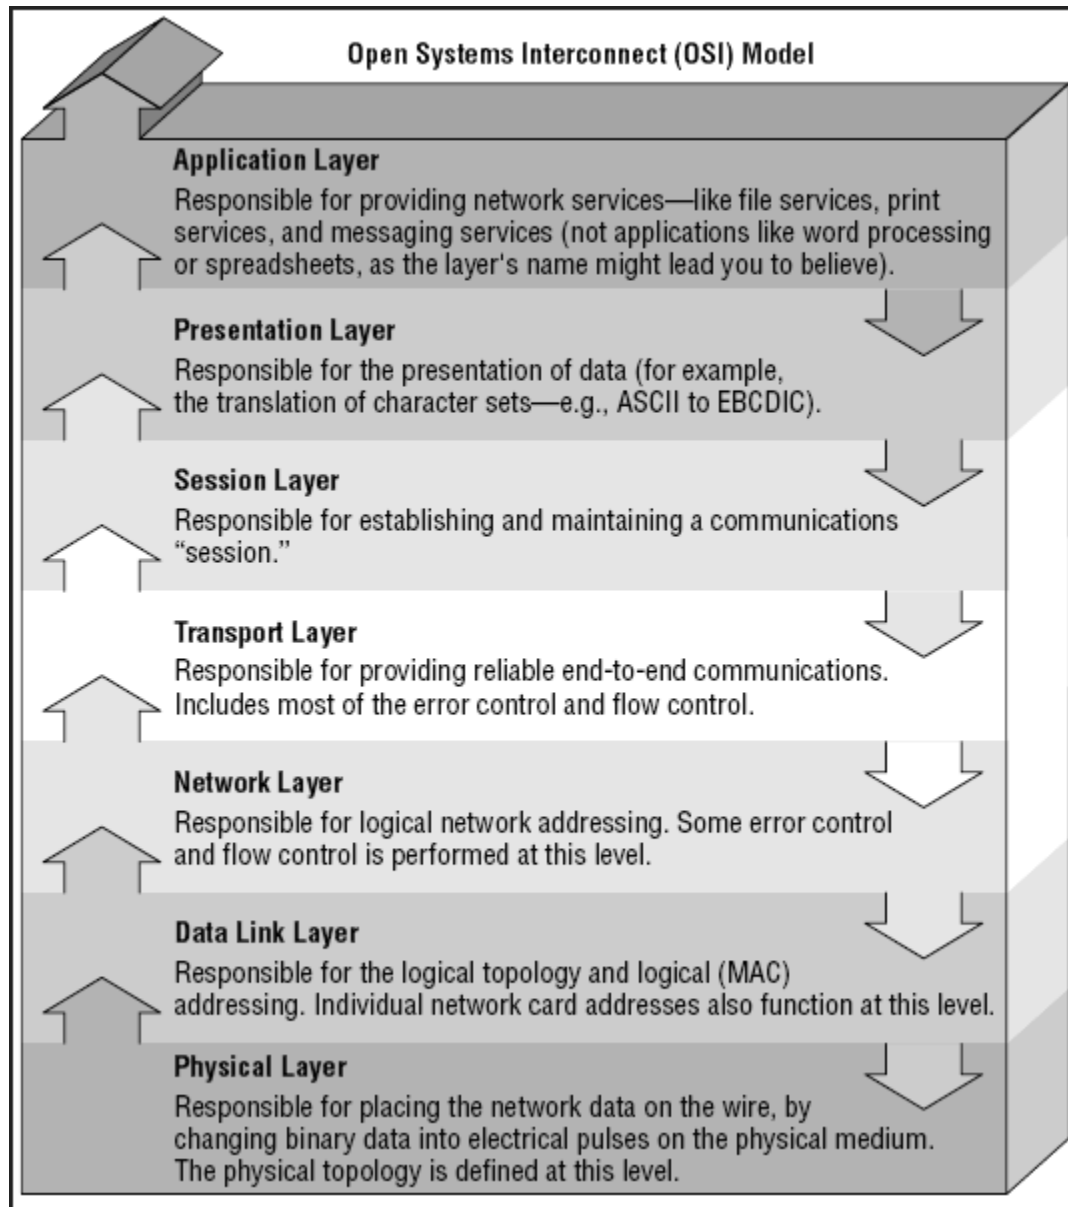 Open Systems Interconnect (OSI) Model
Application Layer
Responsible for providing network services—like file services, print
services, and messaging services (not applications like word processing
or spreadsheets, as the layer's name might lead you to believe).
Presentation Layer
Responsible for the presentation of data (for example,
the translation of character sets—e.g., ASCII to EBCDIC).
Session Layer
Responsible for establishing and maintaining a communications
“session.”
Transport Layer
Responsible for providing reliable end-to-end communications.
Includes most of the error control and flow control.
Network Layer
Responsible for logical network addressing. Some error control
and flow control is performed at this level.
Data Link Layer
Responsible for the logical topology and logical (MAC)
addressing. Individual network card addresses also function at this level.
Physical Layer
Responsible for placing the network data on the wire, by
changing binary data into electrical pulses on the physical medium.
The physical topology is defined at this level.